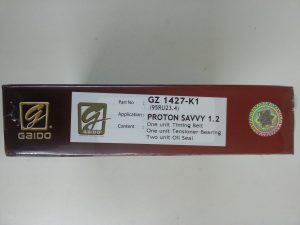 GAIDO
GAIDO
Part No : GZ 1427-K1
(95RU23.4)
Application : PROTON SAVVY 1.2
Content : One unit Timing Belt
One unit Tensioner Bearing
Two unit Oil Seal